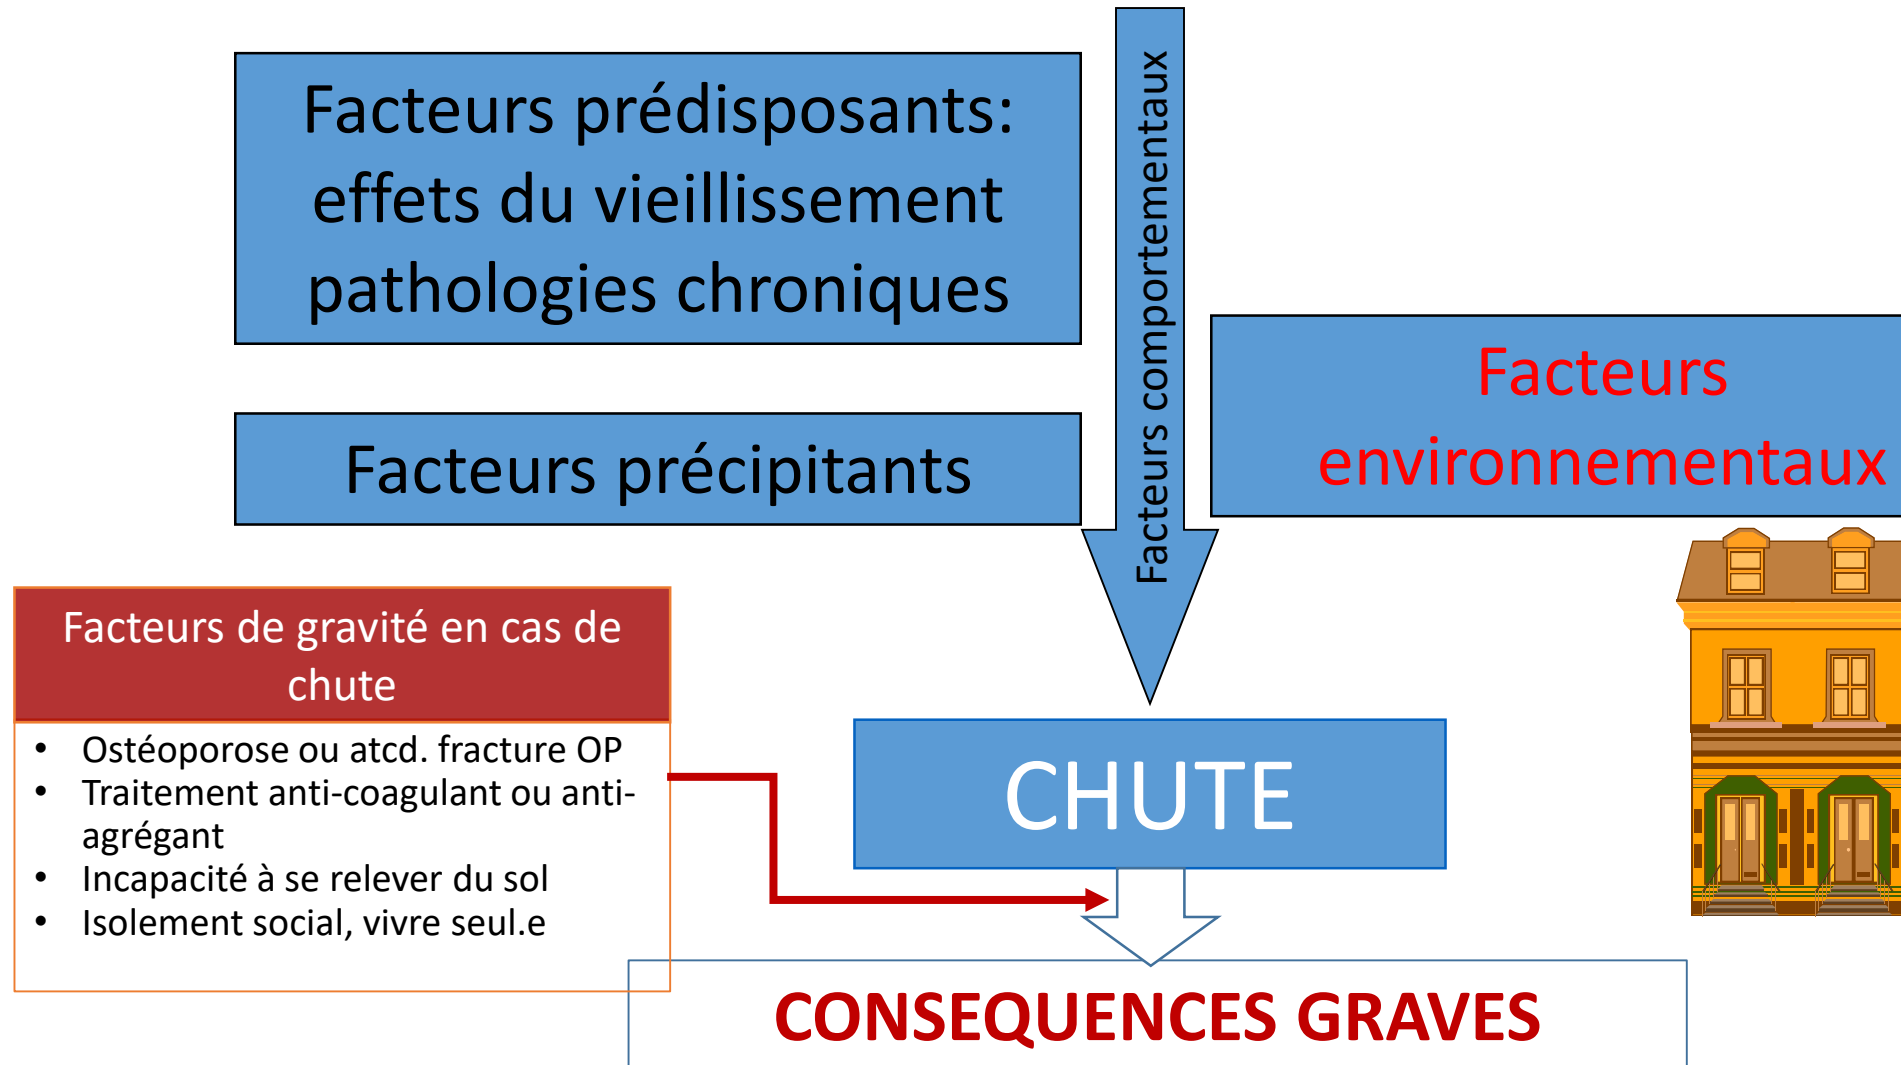 Facteurs prédisposants:
effets du vieillissement
pathologies chroniques
Facteurs comportementaux
Facteurs
environnementaux
Facteurs précipitants
Facteurs de gravité en cas de
chute
• Ostéoporose ou atcd. fracture OP
• Traitement anti-coagulant ou anti-
agrégant
• Incapacité à se relever du sol
• Isolement social, vivre seul.e
CHUTE
CONSEQUENCES GRAVES